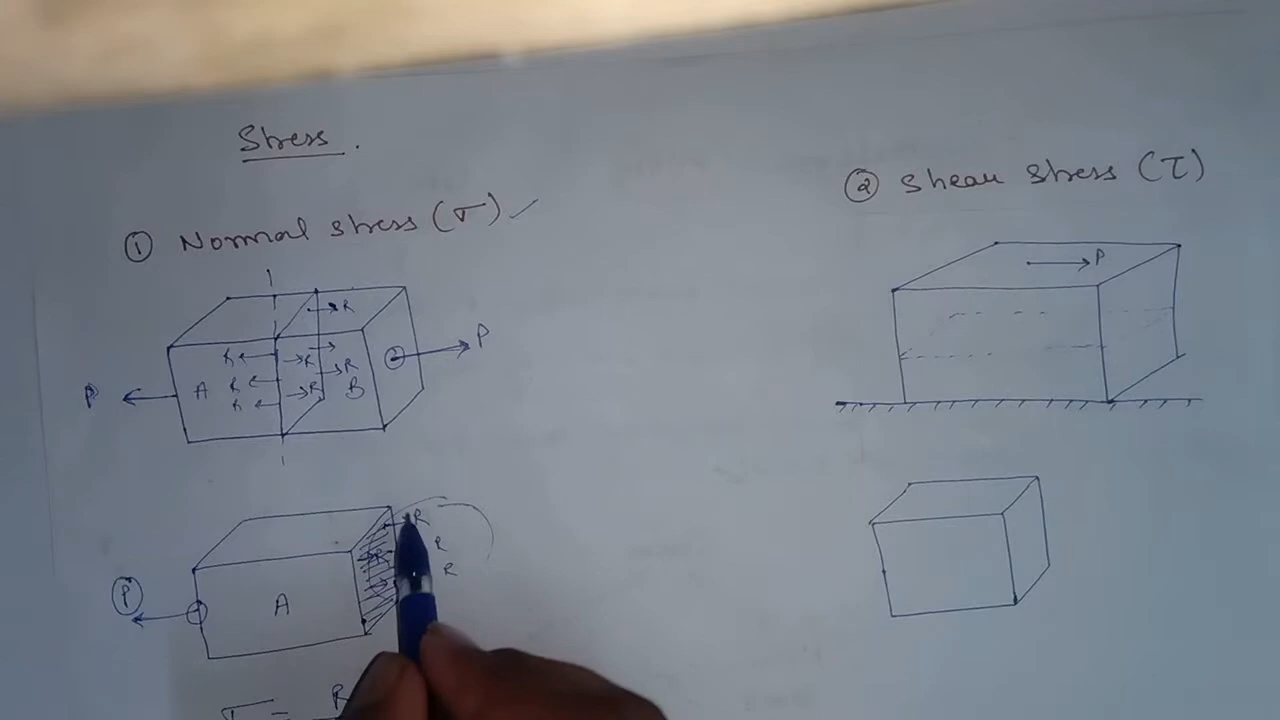 Stress.
① Normal stress (σ) ✓
② Shear stress (τ)
P
R
R
R
R
R
R
R
A
B
P
P
P
A
R
R
R
R
σ = R